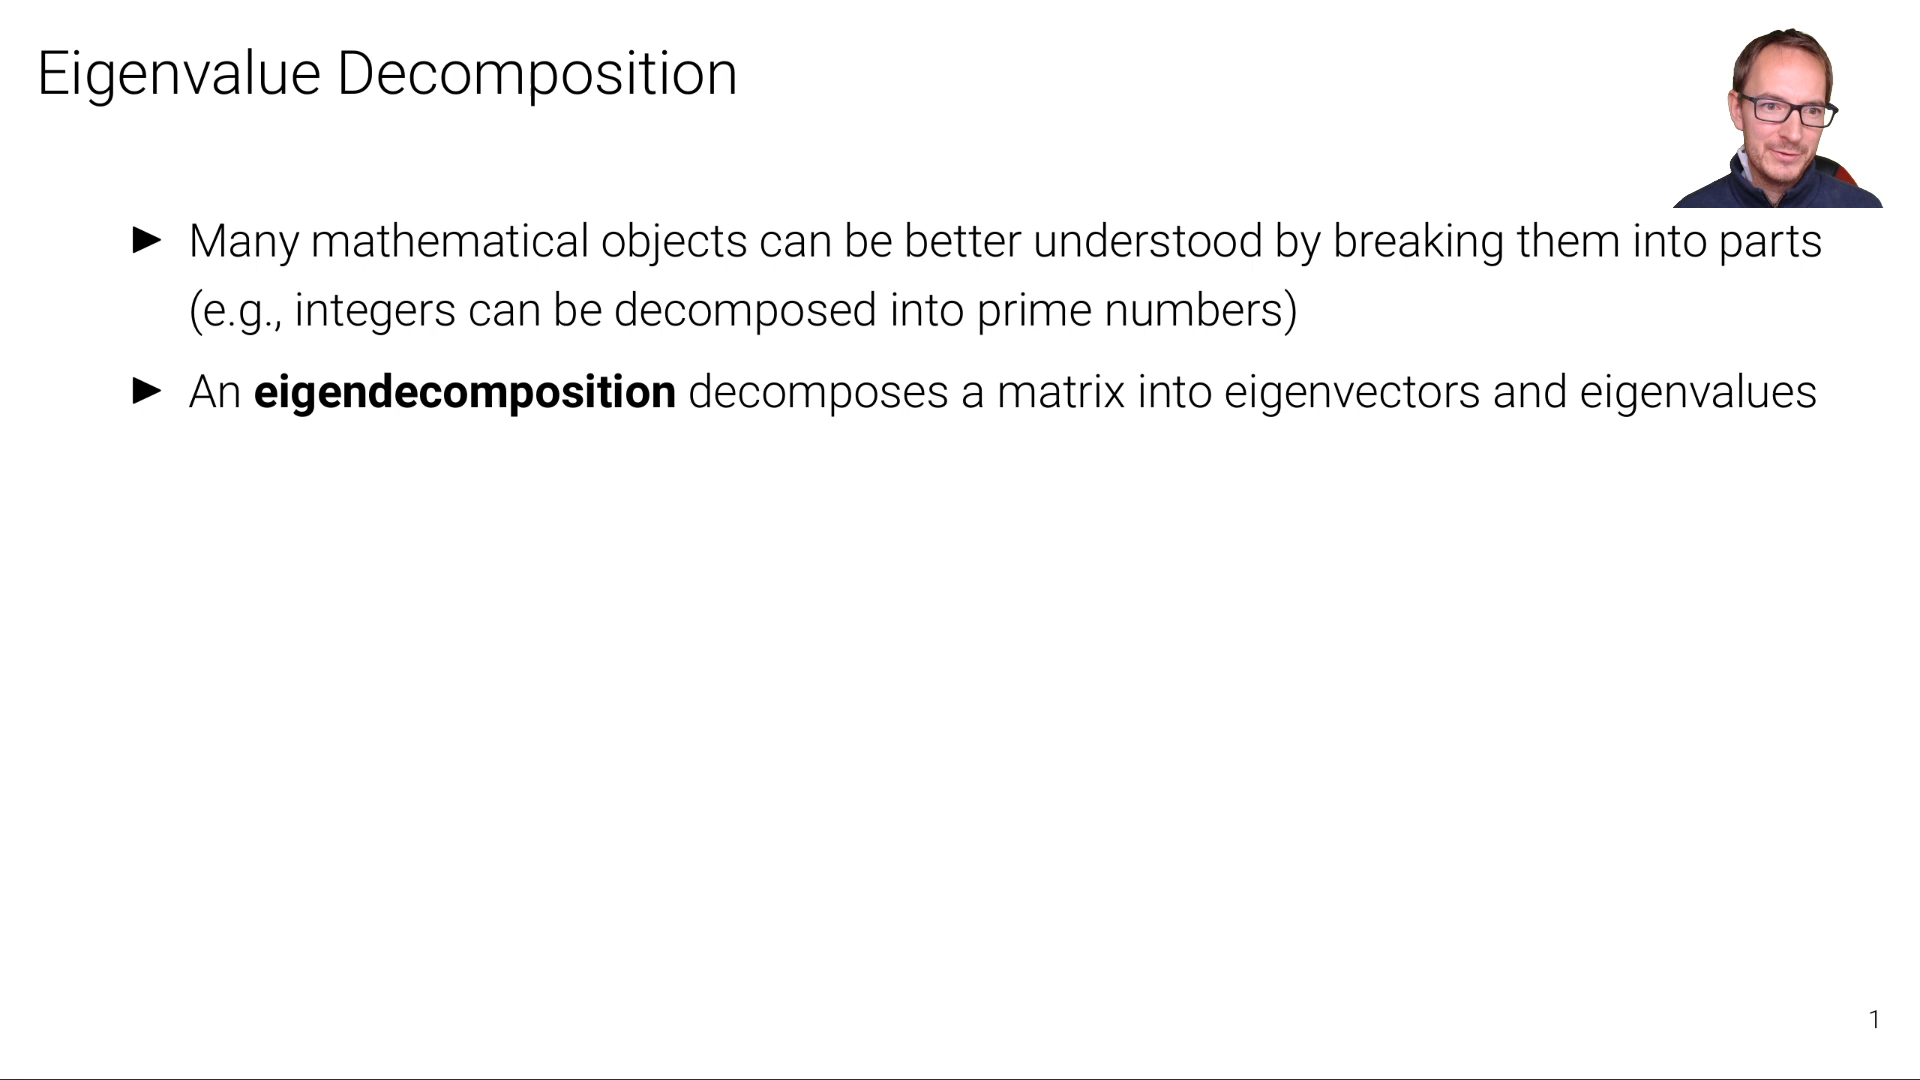 Eigenvalue Decomposition
► Many mathematical objects can be better understood by breaking them into parts
(e.g., integers can be decomposed into prime numbers)
► An eigendecomposition decomposes a matrix into eigenvectors and eigenvalues
1